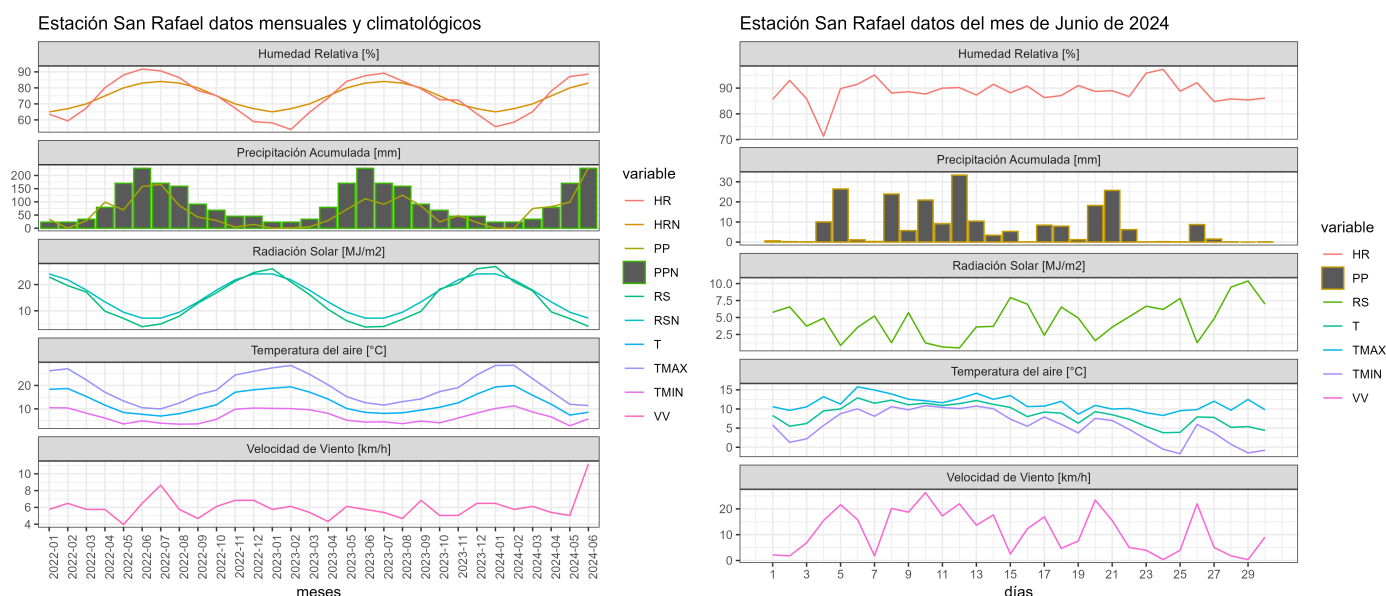 Estación San Rafael datos mensuales y climatológicos
Humedad Relativa [%]
90
80
70
60
Precipitación Acumulada [mm]
200
150
100
50
0
Radiación Solar [MJ/m2]
20
10
Temperatura del aire [°C]
20
10
Velocidad de Viento [km/h]
10
8
6
4
2022-01 2022-02 2022-03 2022-04 2022-05 2022-06 2022-07 2022-08 2022-09 2022-10 2022-11 2022-12 2023-01 2023-02 2023-03 2023-04 2023-05 2023-06 2023-07 2023-08 2023-09 2023-10 2023-11 2023-12 2024-01 2024-02 2024-03 2024-04 2024-05 2024-06
meses
variable
HR
HRN
PP
PPN
RS
RSN
T
TMAX
TMIN
VV
Estación San Rafael datos del mes de Junio de 2024
Humedad Relativa [%]
90
80
70
Precipitación Acumulada [mm]
30
20
10
0
Radiación Solar [MJ/m2]
10.0
7.5
5.0
2.5
Temperatura del aire [°C]
15
10
5
0
Velocidad de Viento [km/h]
20
10
0
1 3 5 7 9 11 13 15 17 19 21 23 25 27 29
días
variable
HR
PP
RS
T
TMAX
TMIN
VV